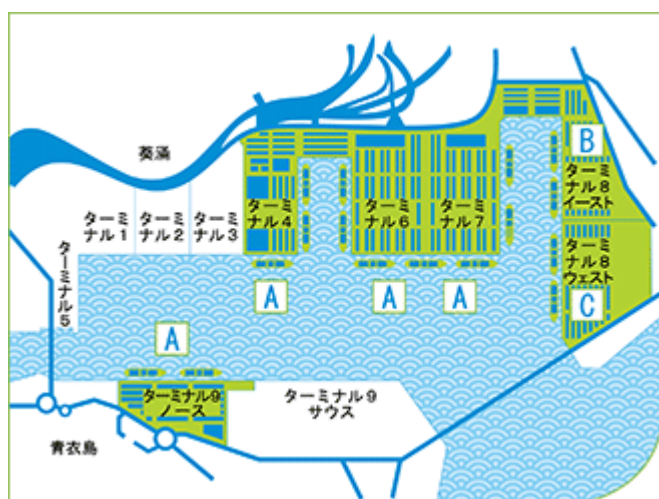 葵涌
B
ターミ
ナル8
イースト
ターミ
ナル1
ターミ
ナル2
ターミ
ナル3
ターミ
ナル4
ターミ
ナル6
ターミ
ナル7
ターミ
ナル8
ウェスト
ターミナル5
A
A
A
C
A
ターミナル9
ノース
ターミナル9
サウス
青衣島